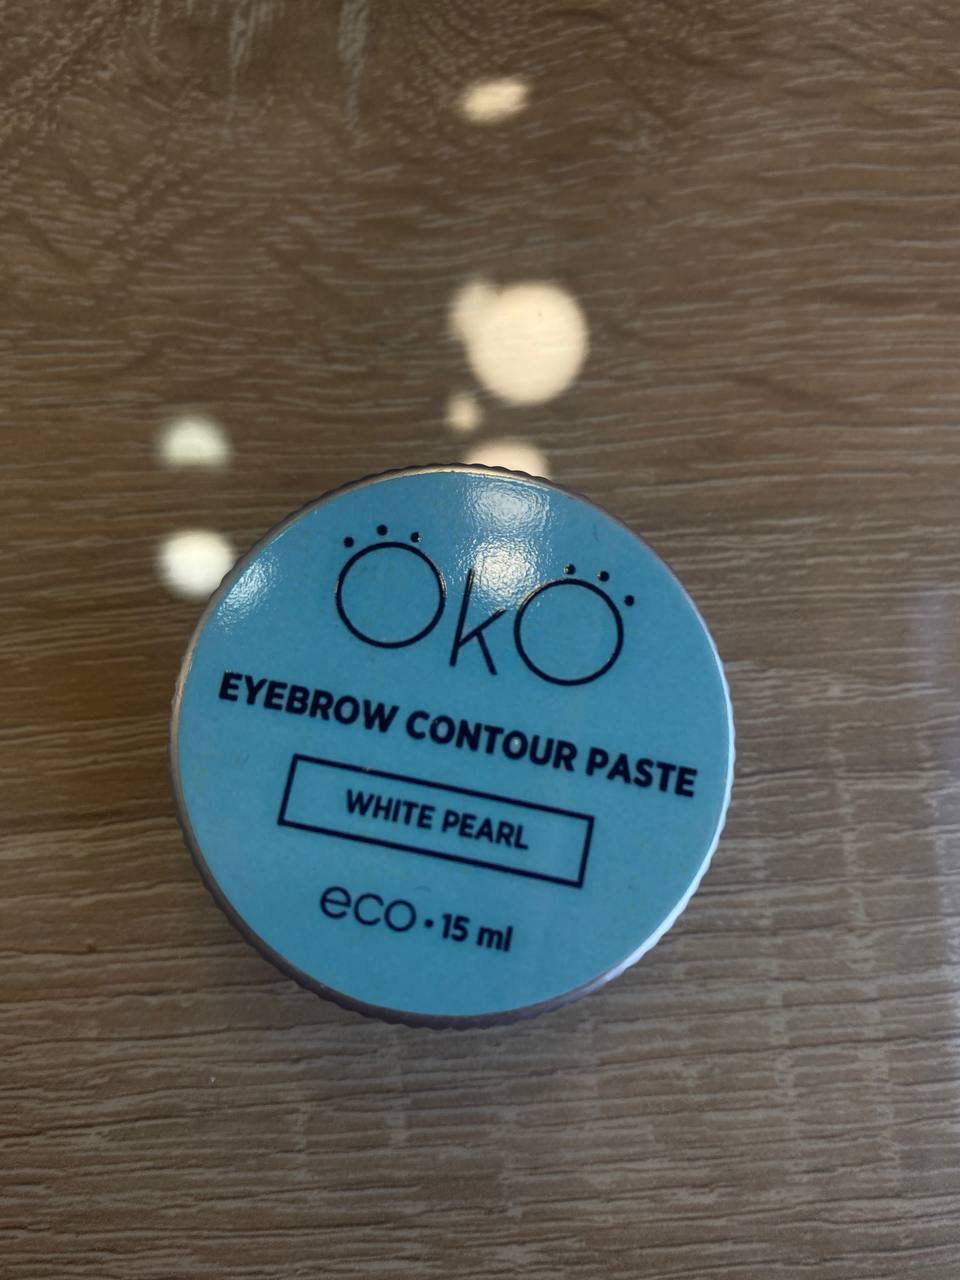 ÖkÖ
EYEBROW CONTOUR PASTE
WHITE PEARL
eco · 15 ml